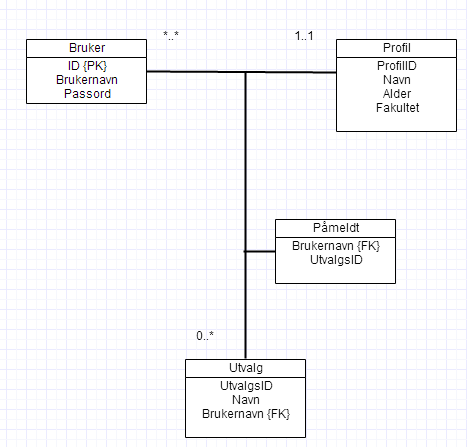 Bruker
ID {PK}
Brukernavn
Passord
*..*
1..1
Profil
ProfilID
Navn
Alder
Fakultet
Påmeldt
Brukernavn {FK}
UtvalgsID
0..*
Utvalg
UtvalgsID
Navn
Brukernavn {FK}